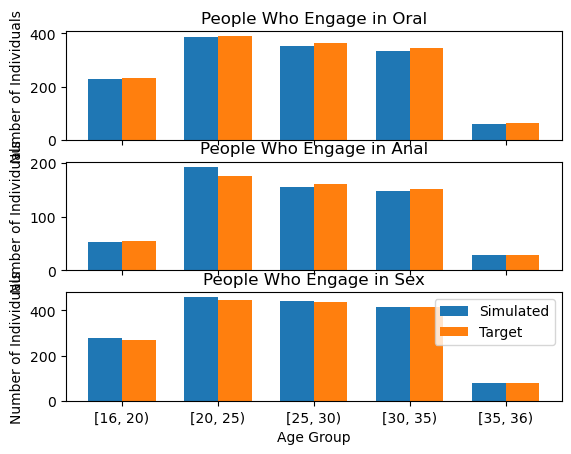 People Who Engage in Oral
Number of Individuals
400
200
0
People Who Engage in Anal
Number of Individuals
200
100
0
People Who Engage in Sex
Number of Individuals
400
200
0
Simulated
Target
[16, 20) [20, 25) [25, 30) [30, 35) [35, 36)
Age Group